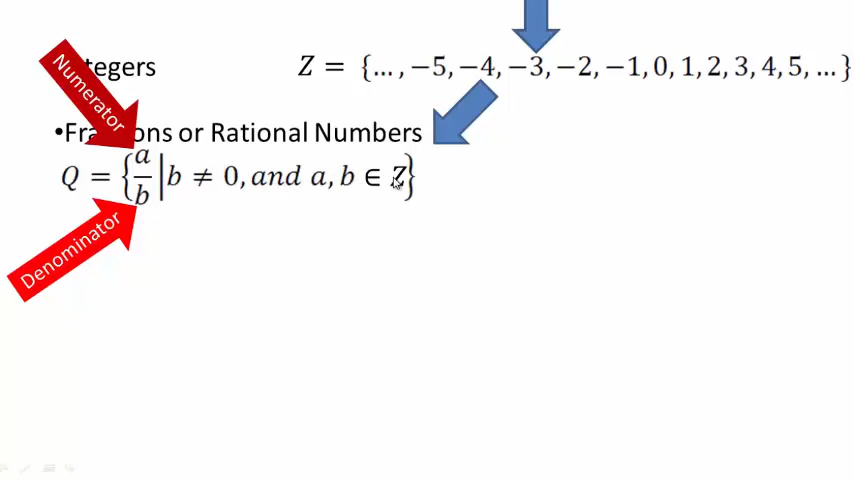 tegers Z = {… , −5, −4, −3, −2, −1, 0, 1, 2, 3, 4, 5, … }
Numerator
•Fractions or Rational Numbers
Q = {a/b | b ≠ 0, and a, b ∈ Z}
Denominator